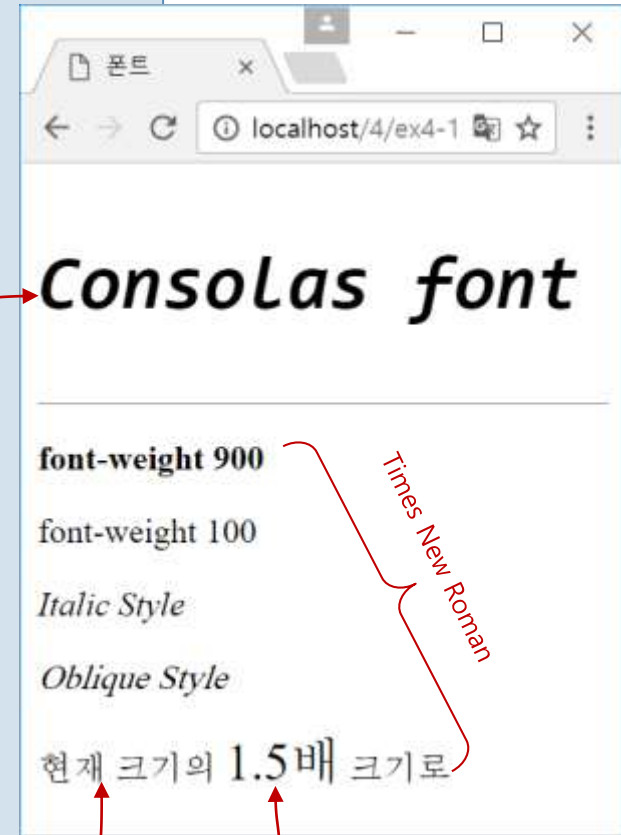 폰트
localhost/4/ex4-1
Consolas font
font-weight 900
font-weight 100
Italic Style
Oblique Style
현재 크기의 1.5배 크기로
Times New Roman